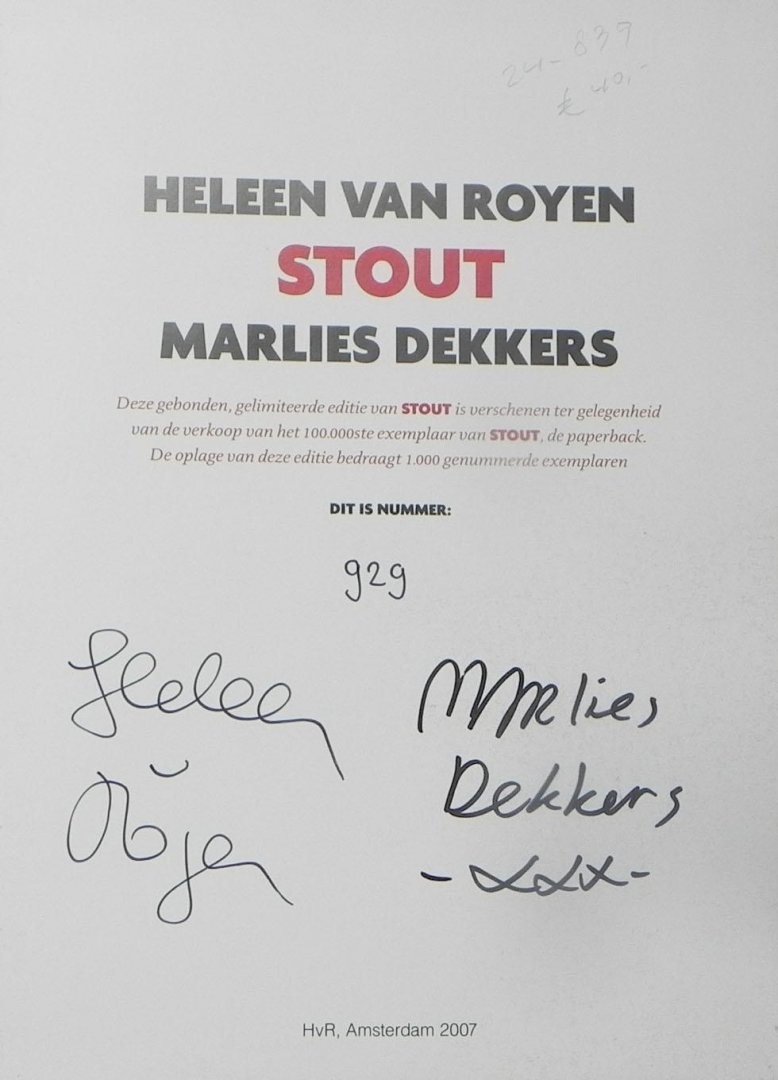 24-839
€ 40,-
HELEEN VAN ROYEN
STOUT
MARLIES DEKKERS
Deze gebonden, gelimiteerde editie van STOUT is verschenen ter gelegenheid
van de verkoop van het 100.000ste exemplaar van STOUT, de paperback.
De oplage van deze editie bedraagt 1.000 genummerde exemplaren
DIT IS NUMMER:
929
Heleen
Royen
Marlies
Dekkers
-xxx-
HvR, Amsterdam 2007